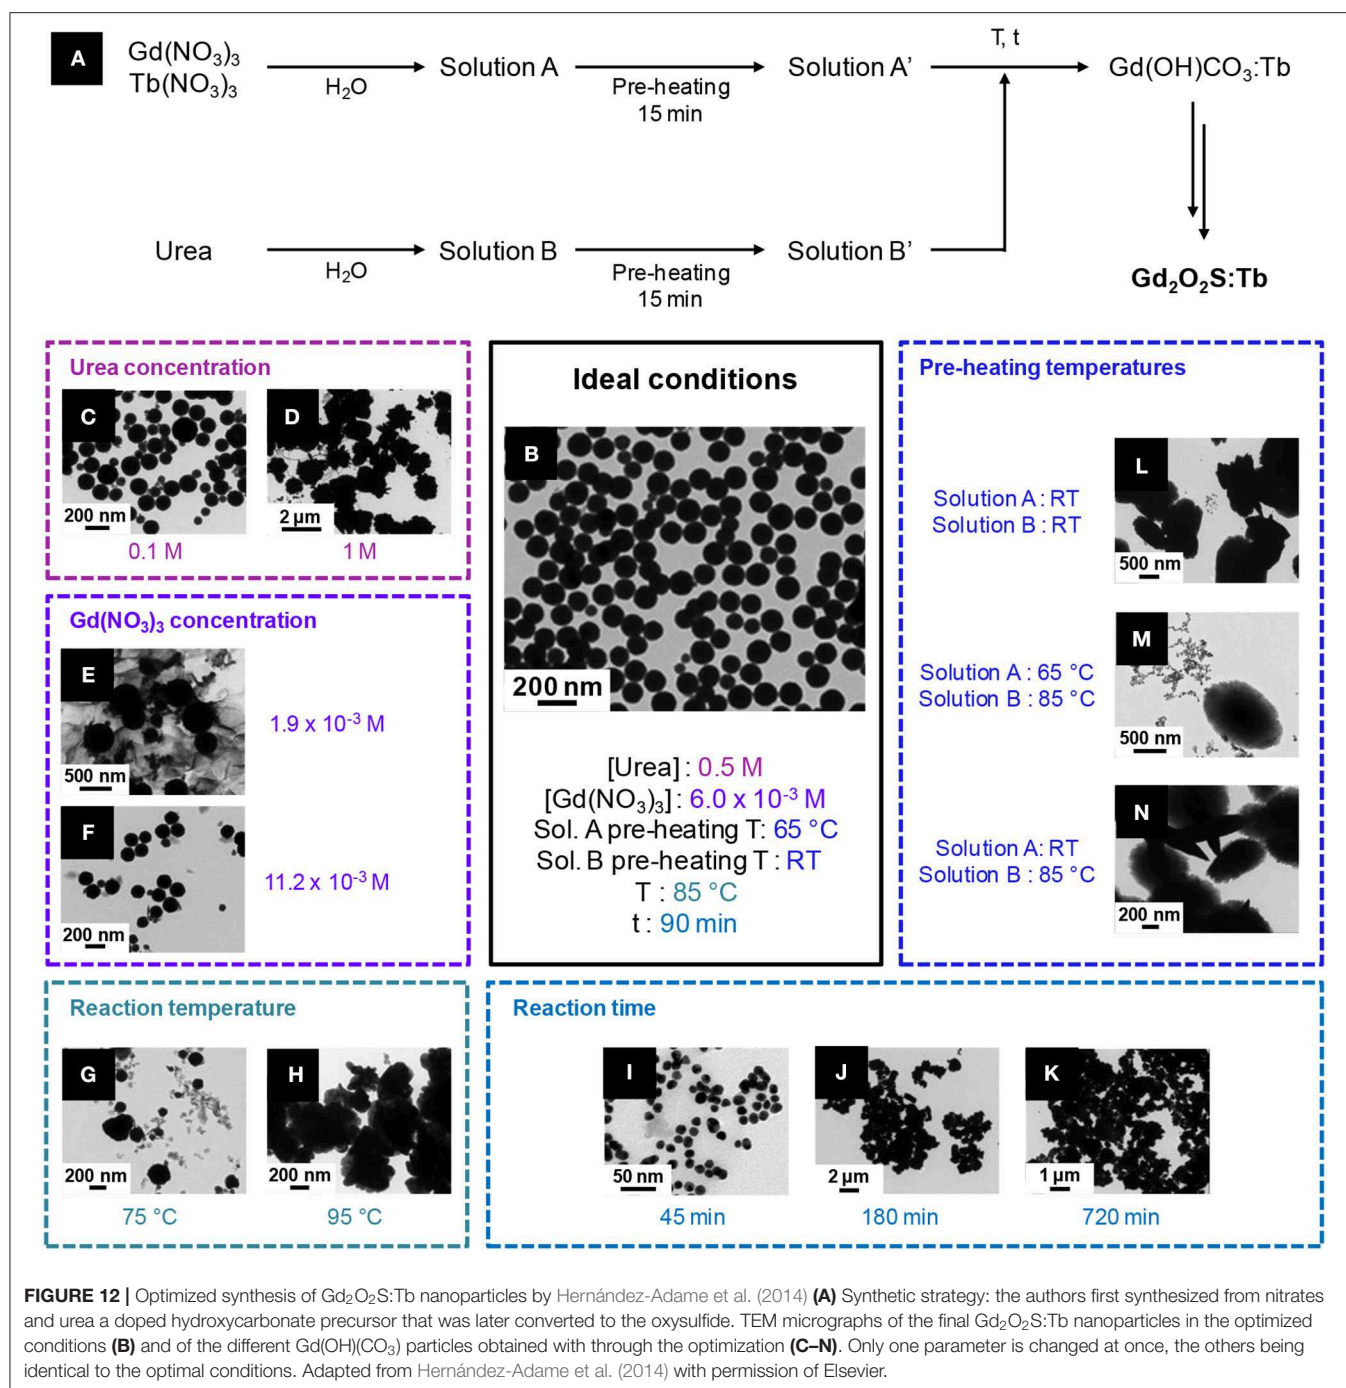 A
Gd(NO₃)₃
Tb(NO₃)₃
H₂O
Solution A
Pre-heating
15 min
Solution A’
T, t
Gd(OH)CO₃:Tb
Urea
H₂O
Solution B
Pre-heating
15 min
Solution B’
Gd₂O₂S:Tb
Urea concentration
C
200 nm
0.1 M
D
2 µm
1 M
Gd(NO₃)₃ concentration
E
500 nm
1.9 x 10⁻³ M
F
200 nm
11.2 x 10⁻³ M
Ideal conditions
B
200 nm
[Urea] : 0.5 M
[Gd(NO₃)₃] : 6.0 x 10⁻³ M
Sol. A pre-heating T: 65 °C
Sol. B pre-heating T : RT
T : 85 °C
t : 90 min
Pre-heating temperatures
Solution A : RT
Solution B : RT
L
500 nm
Solution A : 65 °C
Solution B : 85 °C
M
500 nm
Solution A: RT
Solution B : 85 °C
N
200 nm
Reaction temperature
G
200 nm
75 °C
H
200 nm
95 °C
Reaction time
I
50 nm
45 min
J
2 µm
180 min
K
1 µm
720 min
FIGURE 12 | Optimized synthesis of Gd₂O₂S:Tb nanoparticles by Hernández-Adame et al. (2014) (A) Synthetic strategy: the authors first synthesized from nitrates
and urea a doped hydroxycarbonate precursor that was later converted to the oxysulfide. TEM micrographs of the final Gd₂O₂S:Tb nanoparticles in the optimized
conditions (B) and of the different Gd(OH)(CO₃) particles obtained with through the optimization (C–N). Only one parameter is changed at once, the others being
identical to the optimal conditions. Adapted from Hernández-Adame et al. (2014) with permission of Elsevier.